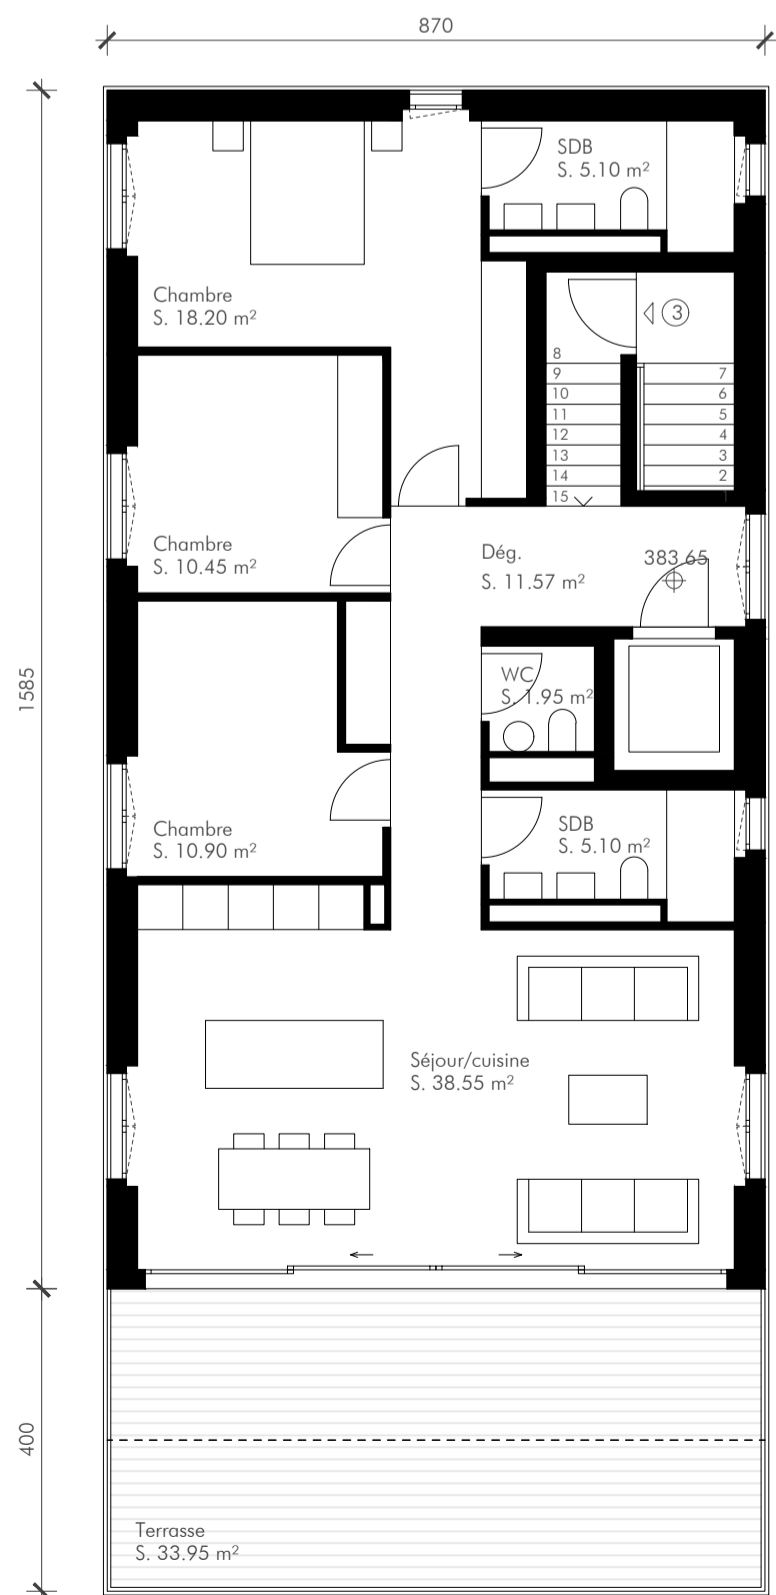 870
SDB
S. 5.10 m²
Chambre
S. 18.20 m²
3
8
9
10
11
12
13
14
15
7
6
5
4
3
2
Chambre
S. 10.45 m²
Dég.
S. 11.57 m²
383.65
1585
WC
S. 1.95 m²
Chambre
S. 10.90 m²
SDB
S. 5.10 m²
Séjour/cuisine
S. 38.55 m²
400
Terrasse
S. 33.95 m²